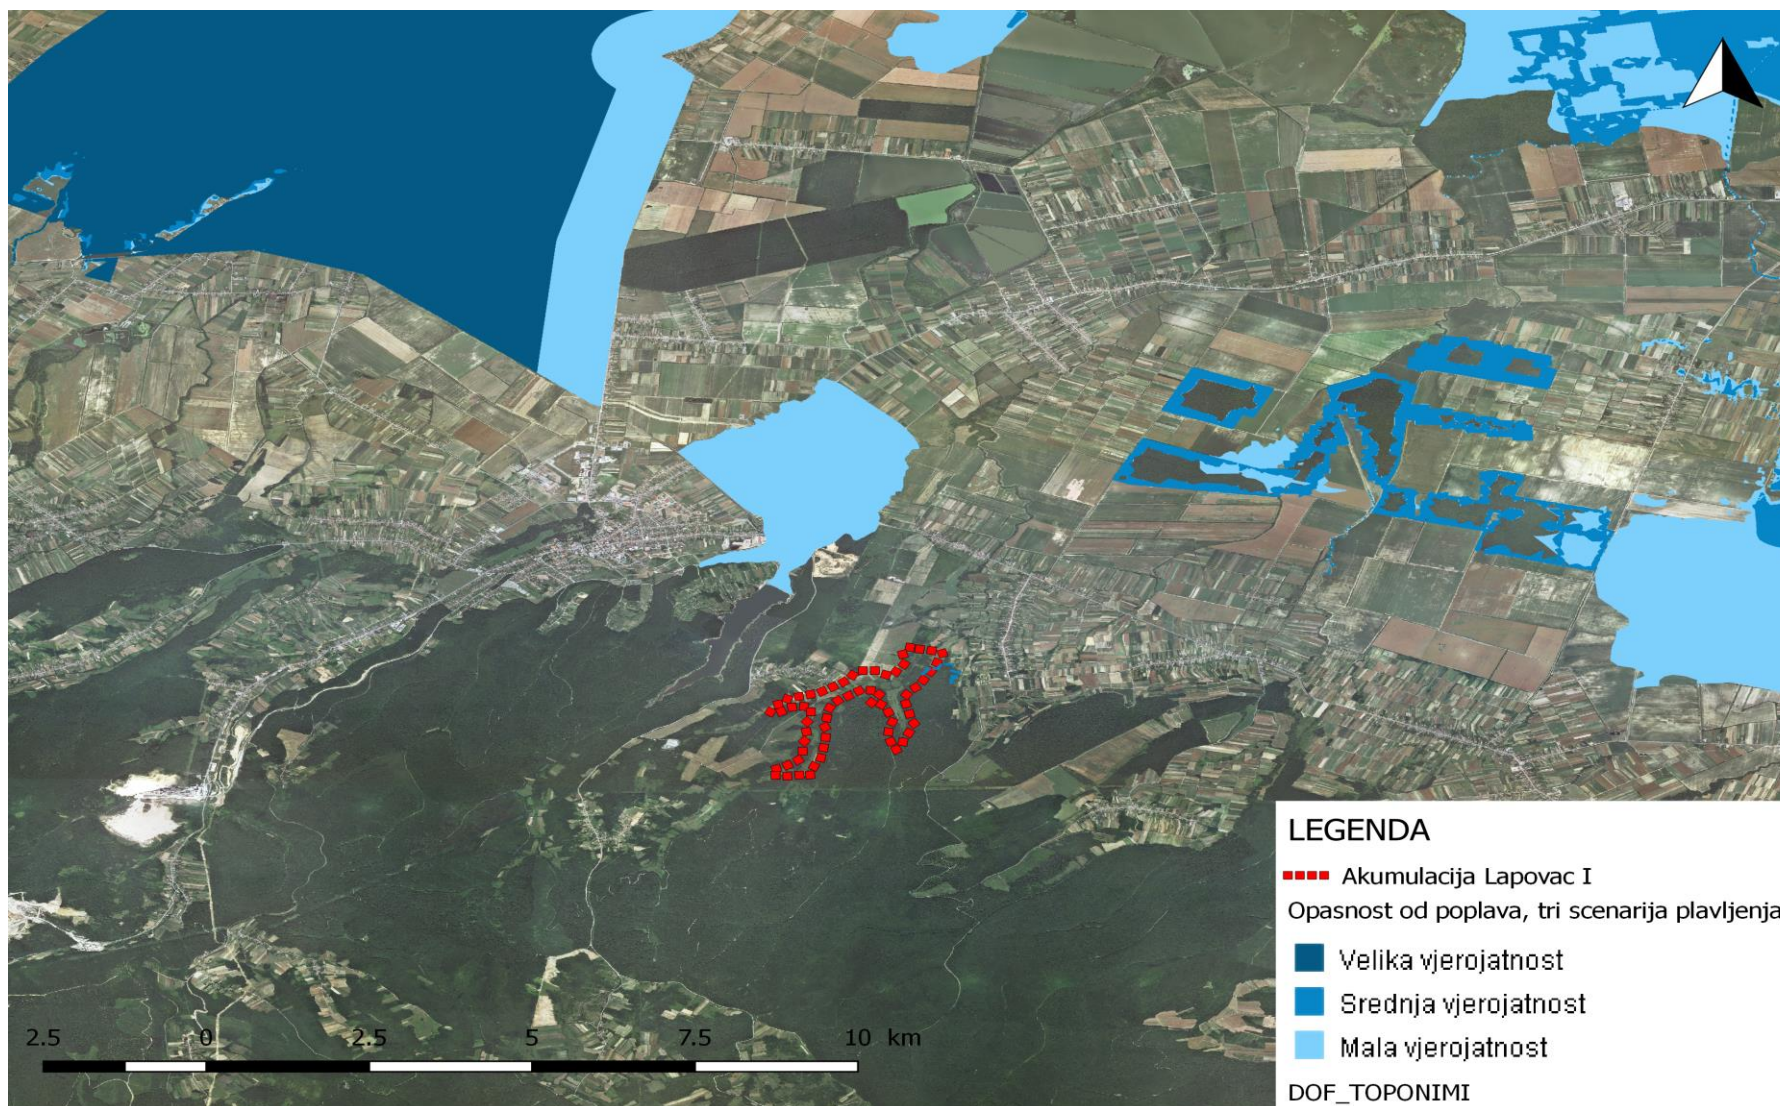 LEGENDA
Akumulacija Lapovac I
Opasnost od poplava, tri scenarija plavljenja
Velika vjerojatnost
Srednja vjerojatnost
Mala vjerojatnost
DOF_TOPONIMI
2.5 0 2.5 5 7.5 10 km